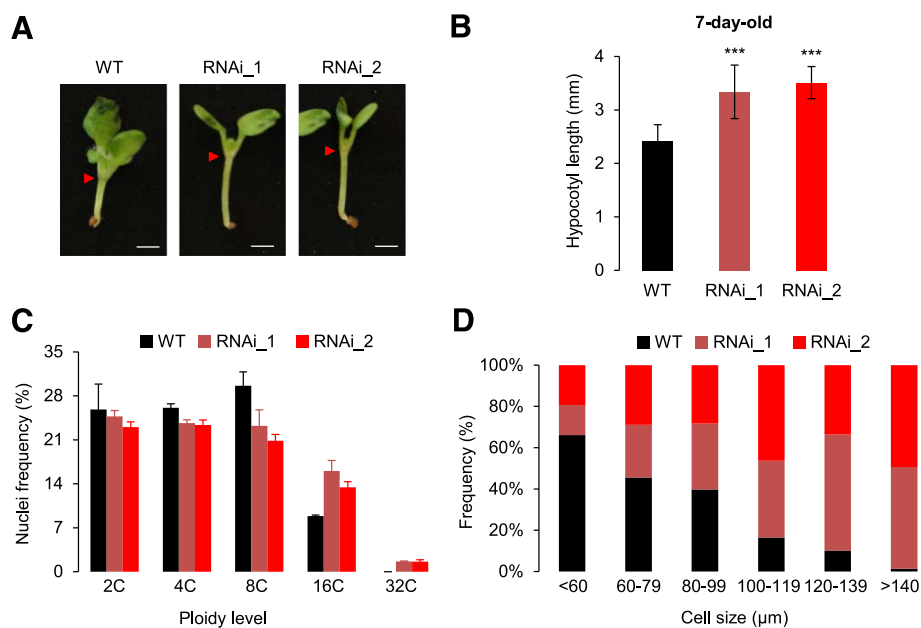 A
WT
RNAi_1
RNAi_2
B
7-day-old
Hypocotyl length (mm)
4
3
2
1
0
***
***
WT
RNAi_1
RNAi_2
C
WT
RNAi_1
RNAi_2
Nuclei frequency (%)
35
28
21
14
7
0
2C
4C
8C
16C
32C
Ploidy level
D
WT
RNAi_1
RNAi_2
Frequency (%)
100%
80%
60%
40%
20%
0%
<60
60-79
80-99
100-119
120-139
>140
Cell size (µm)